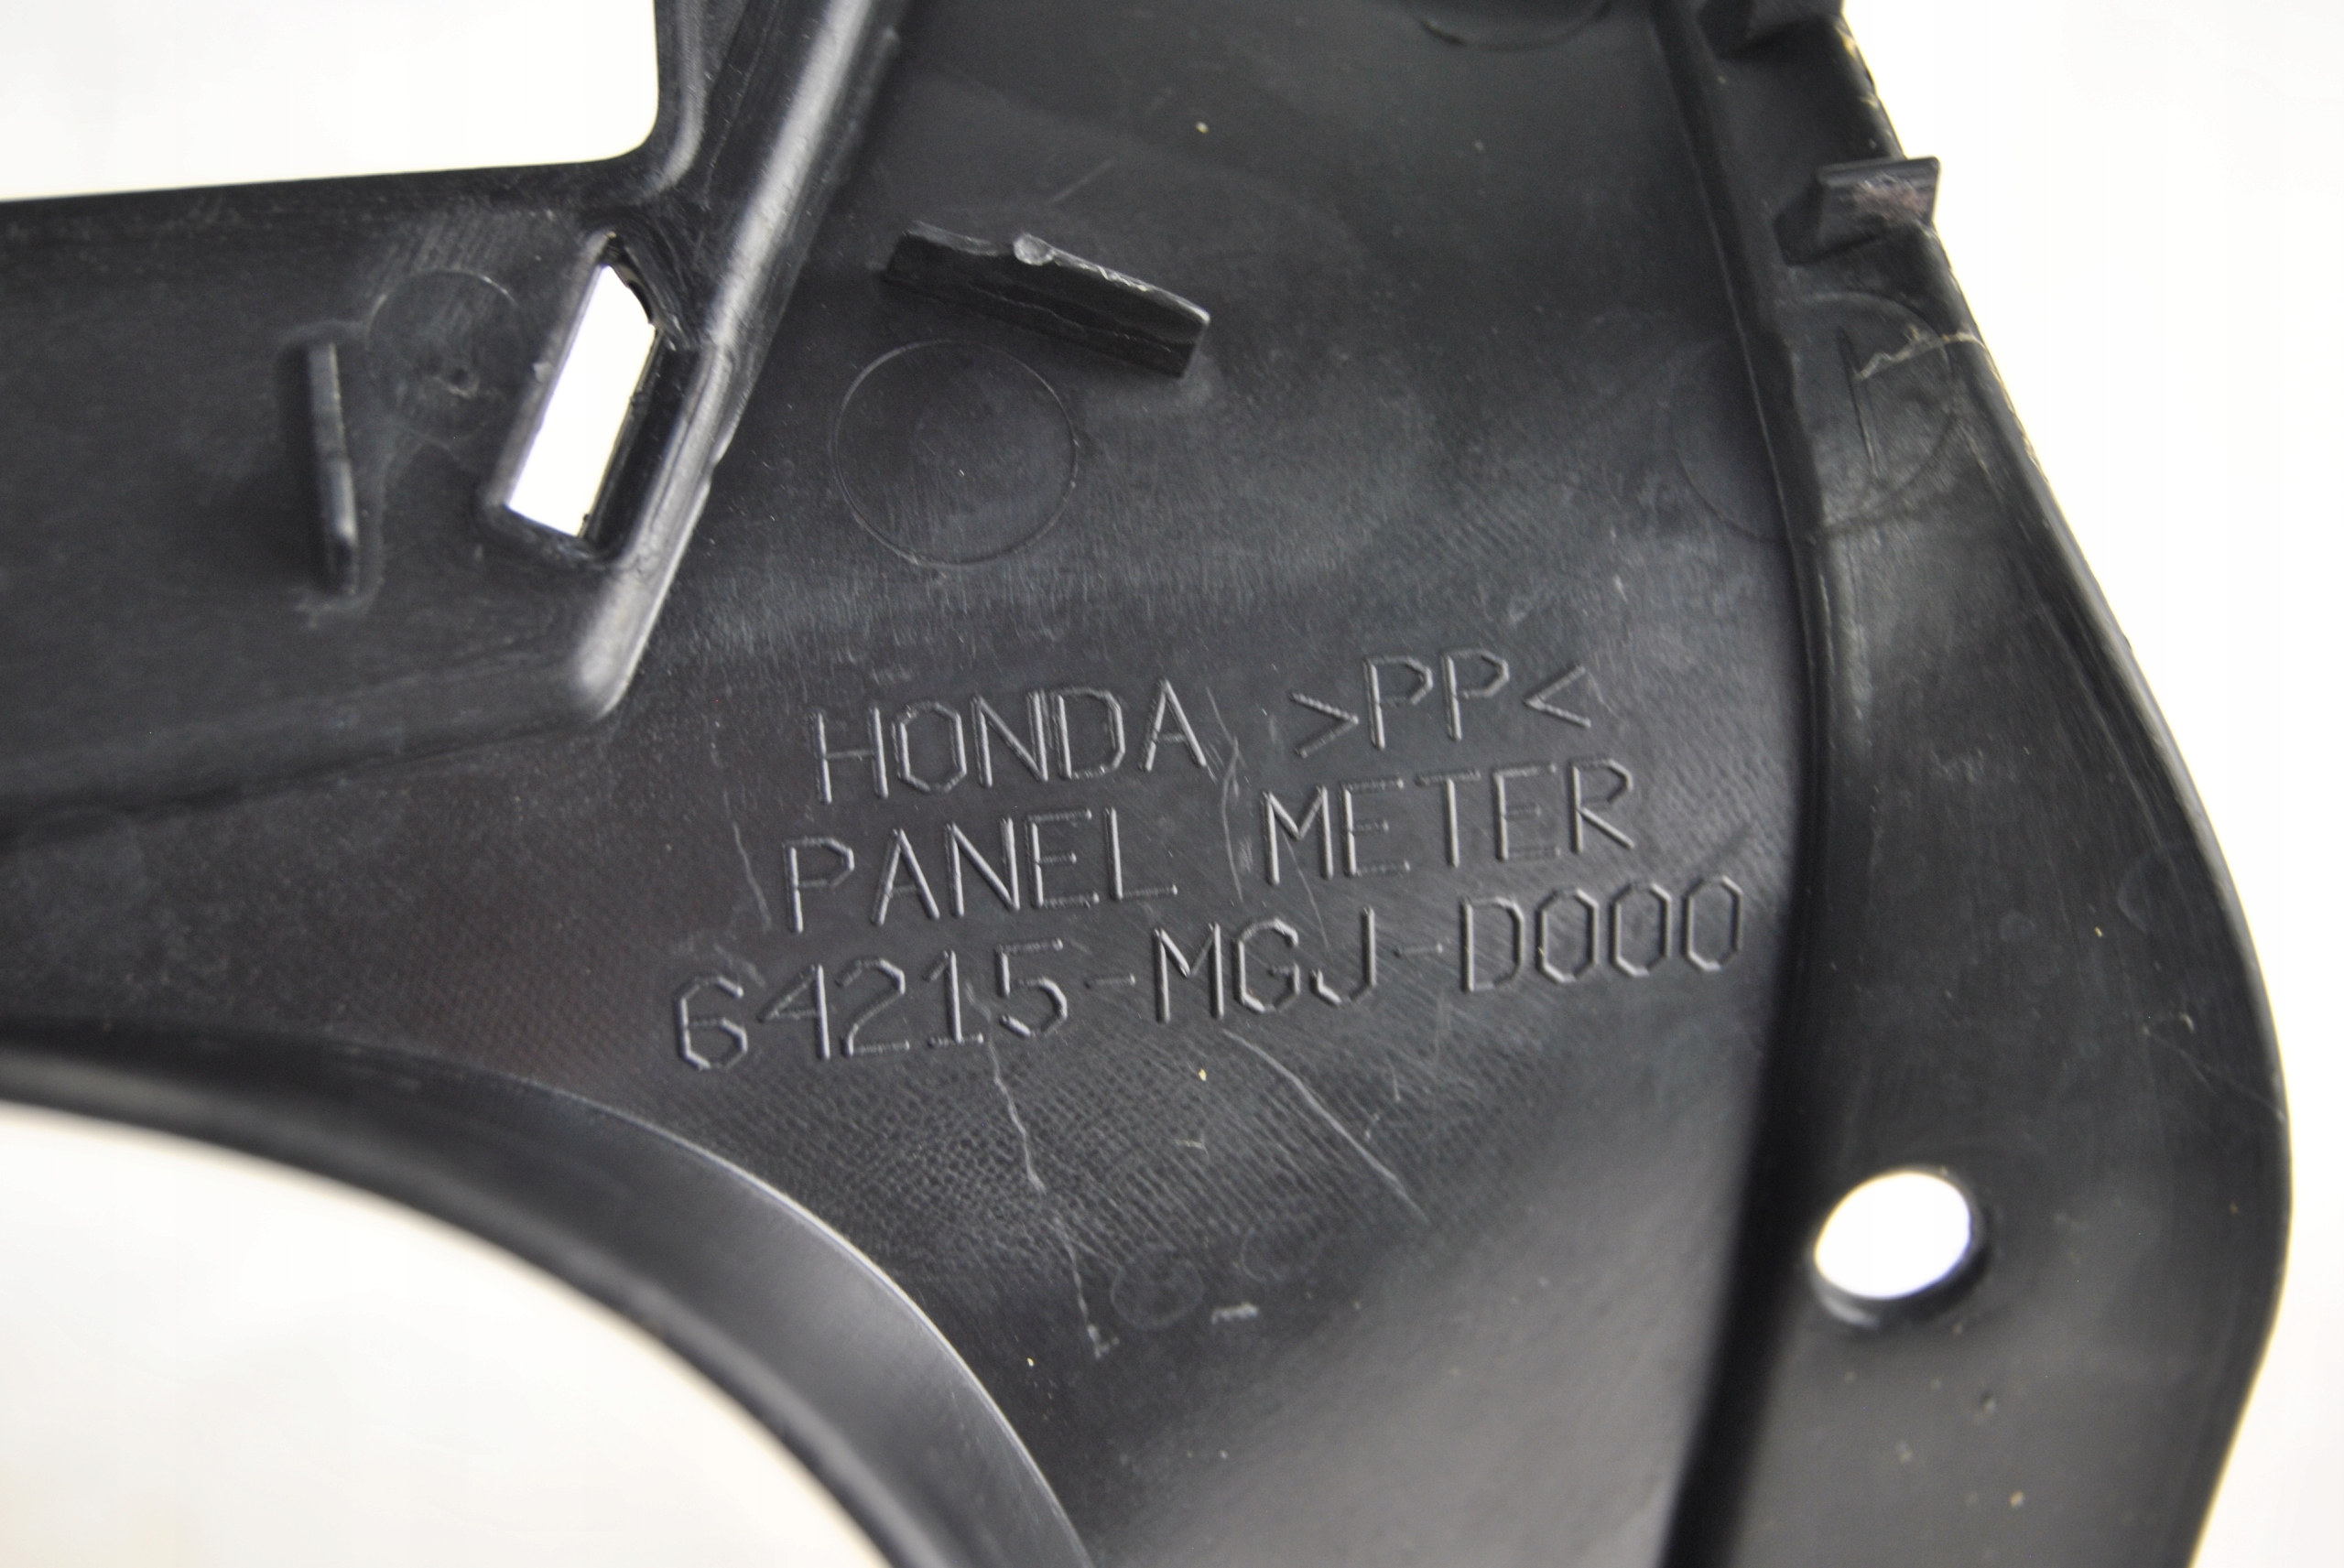 HONDA >PP<
PANEL METER
64215-MGJ-D000